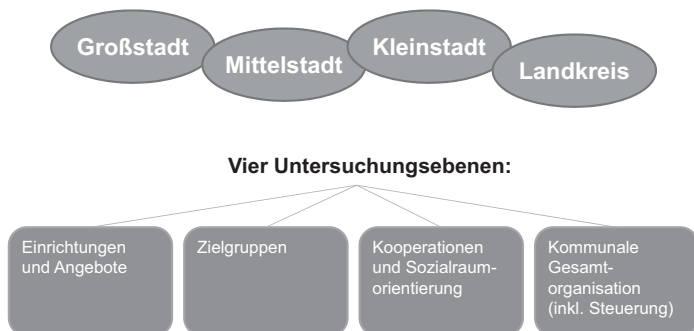 Großstadt
Mittelstadt
Kleinstadt
Landkreis
Vier Untersuchungsebenen:
Einrichtungen
und Angebote
Zielgruppen
Kooperationen
und Sozialraum-
orientierung
Kommunale
Gesamt-
organisation
(inkl. Steuerung)